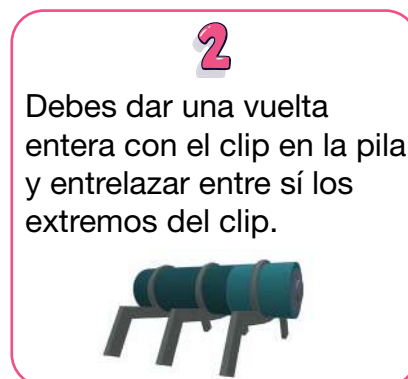 2
Debes dar una vuelta
entera con el clip en la pila
y entrelazar entre sí los
extremos del clip.